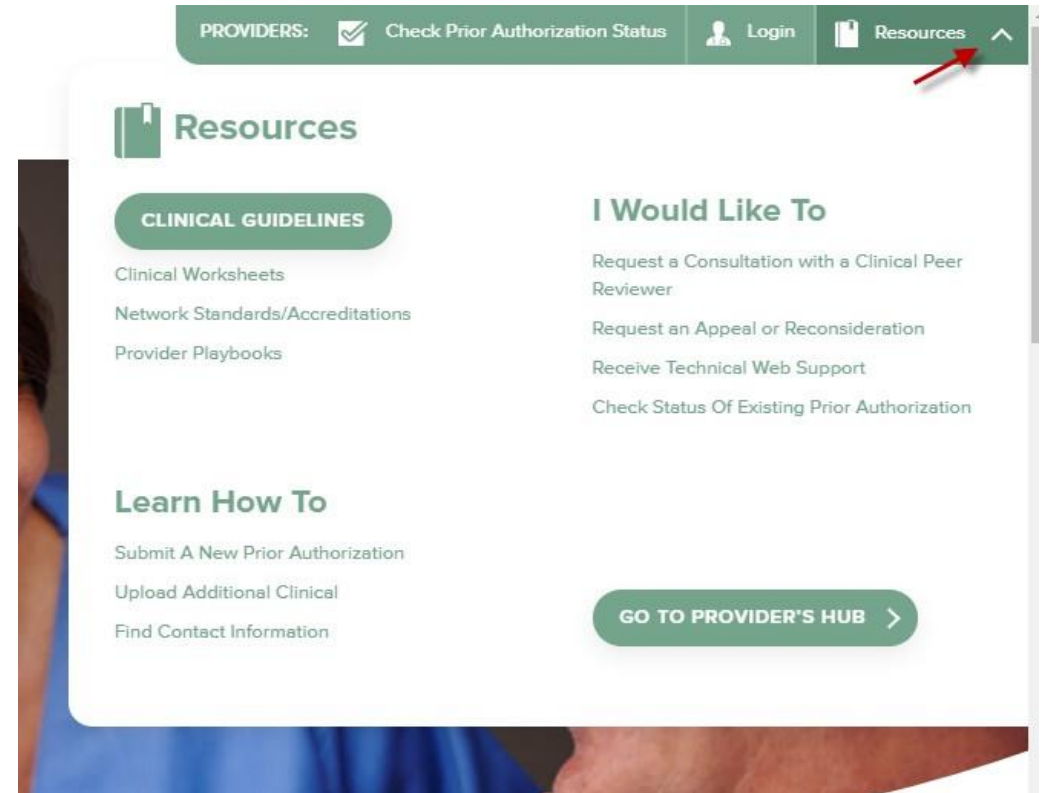 PROVIDERS: Check Prior Authorization Status Login Resources
Resources
CLINICAL GUIDELINES
Clinical Worksheets
Network Standards/Accreditations
Provider Playbooks
I Would Like To
Request a Consultation with a Clinical Peer
Reviewer
Request an Appeal or Reconsideration
Receive Technical Web Support
Check Status Of Existing Prior Authorization
Learn How To
Submit A New Prior Authorization
Upload Additional Clinical
Find Contact Information
GO TO PROVIDER'S HUB